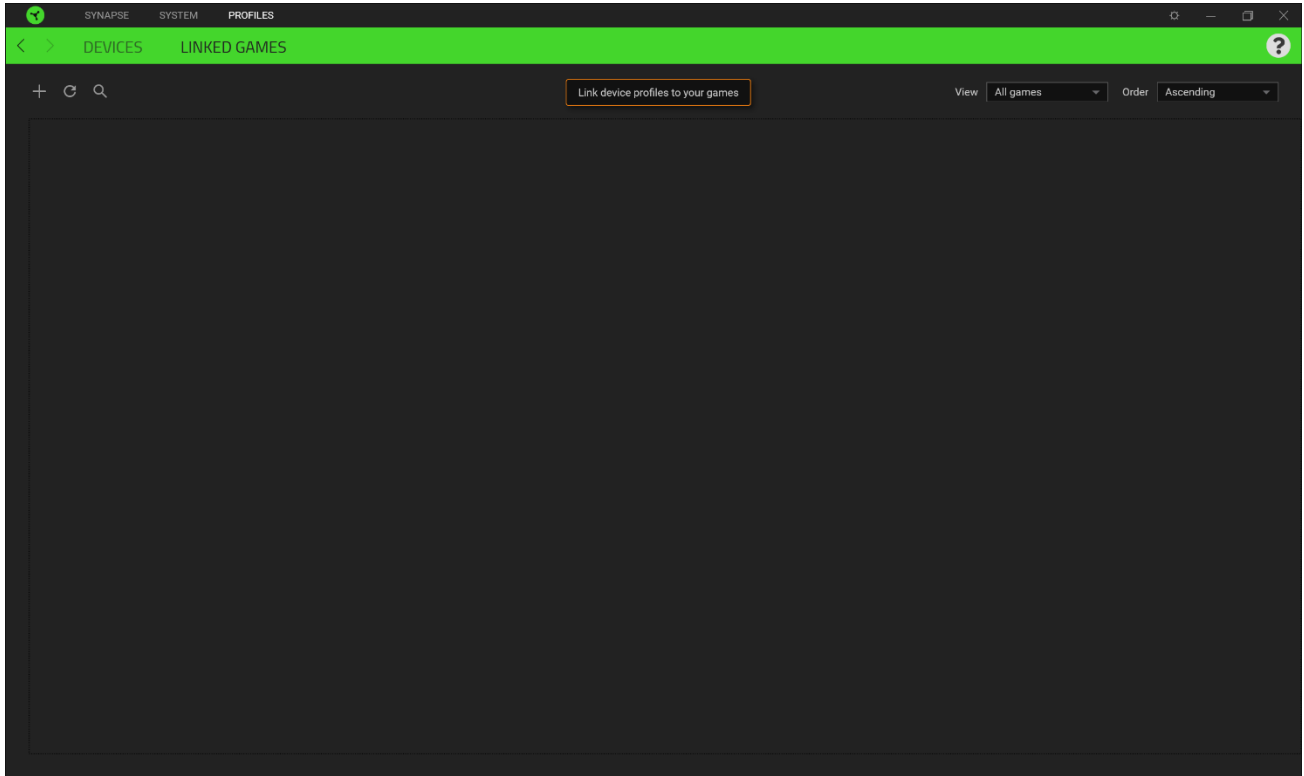 SYNAPSE SYSTEM PROFILES
DEVICES LINKED GAMES ?
Link device profiles to your games View All games Order Ascending